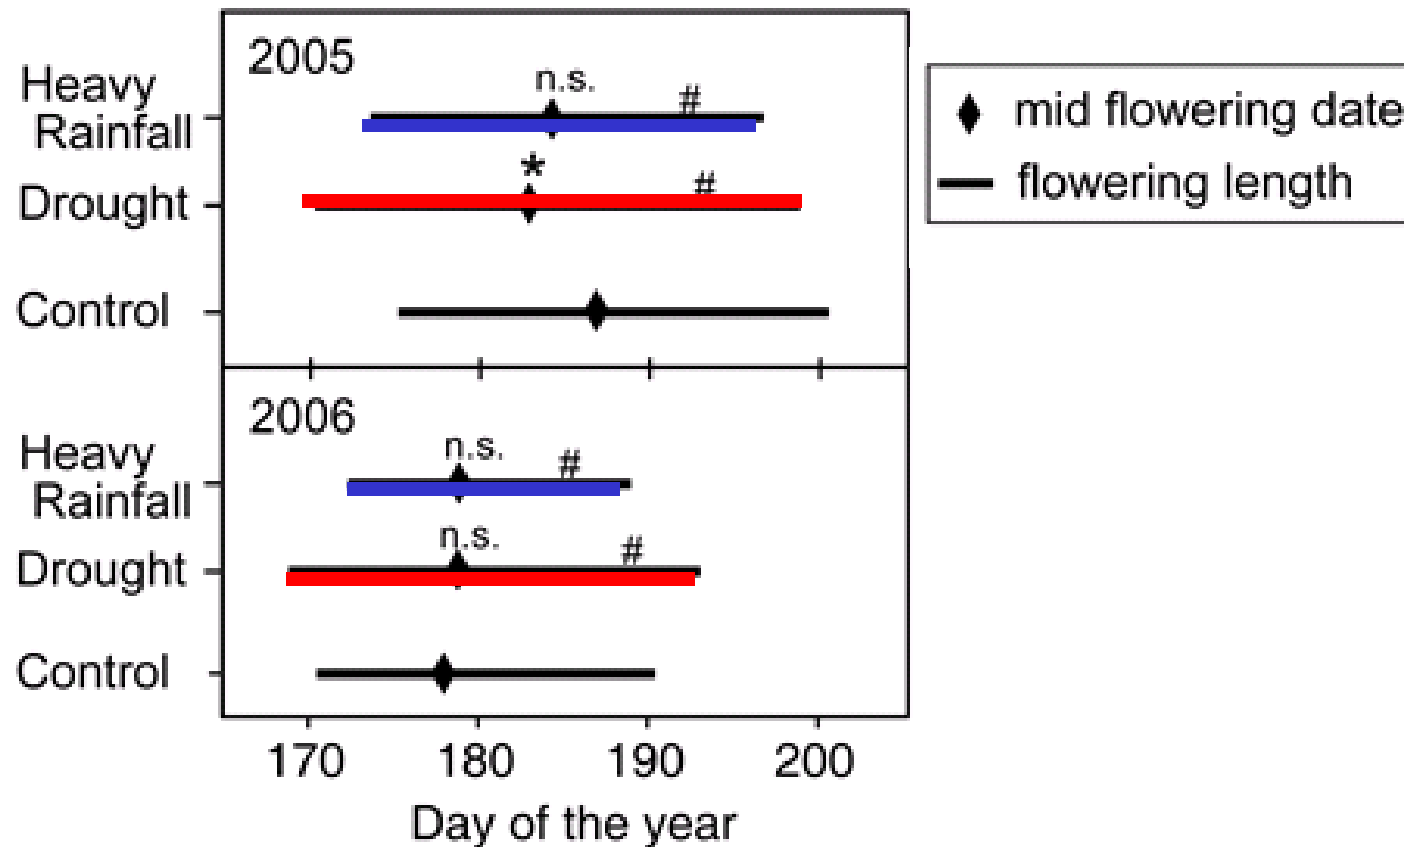 2005
Heavy
Rainfall
n.s.
#
*
Drought
#
Control
2006
Heavy
Rainfall
n.s.
#
n.s.
Drought
#
Control
170 180 190 200
Day of the year
mid flowering date
flowering length